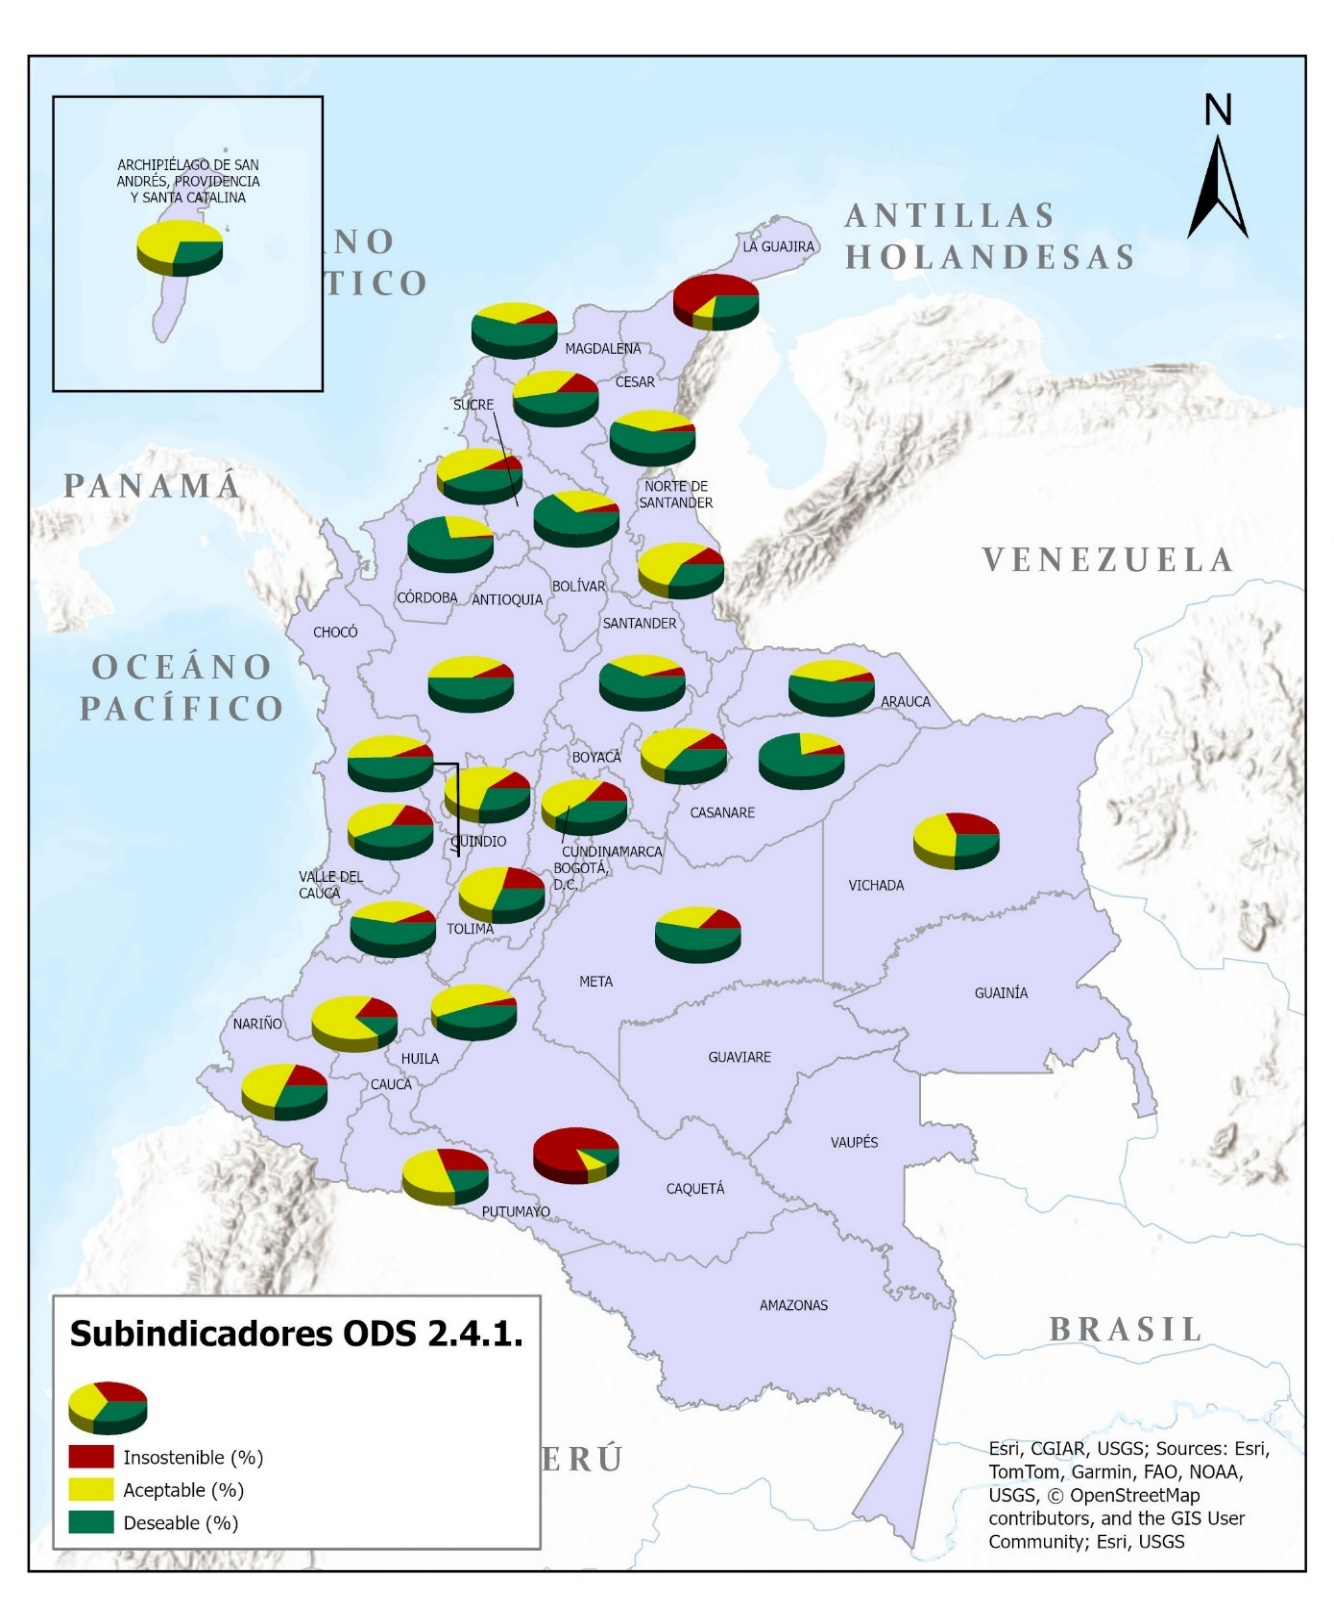 N
ARCHIPIÉLAGO DE SAN
ANDRÉS, PROVIDENCIA
Y SANTA CATALINA
ANO
TICO
ANTILLAS
HOLANDESAS
LA GUAJIRA
MAGDALENA
CESAR
SUCRE
PANAMÁ
NORTE DE
SANTANDER
VENEZUELA
BOLÍVAR
CÓRDOBA
ANTIOQUIA
SANTANDER
CHOCÓ
OCEÁNO
PACÍFICO
ARAUCA
BOYACÁ
CASANARE
QUINDIO
CUNDINAMARCA
BOGOTÁ,
D.C.
VALLE DEL
CAUCA
VICHADA
TOLIMA
META
GUAINÍA
NARIÑO
HUILA
GUAVIARE
CAUCA
VAUPÉS
CAQUETÁ
PUTUMAYO
AMAZONAS
BRASIL
ERÚ
Subindicadores ODS 2.4.1.
Insostenible (%)
Aceptable (%)
Deseable (%)
Esri, CGIAR, USGS; Sources: Esri,
TomTom, Garmin, FAO, NOAA,
USGS, © OpenStreetMap
contributors, and the GIS User
Community; Esri, USGS